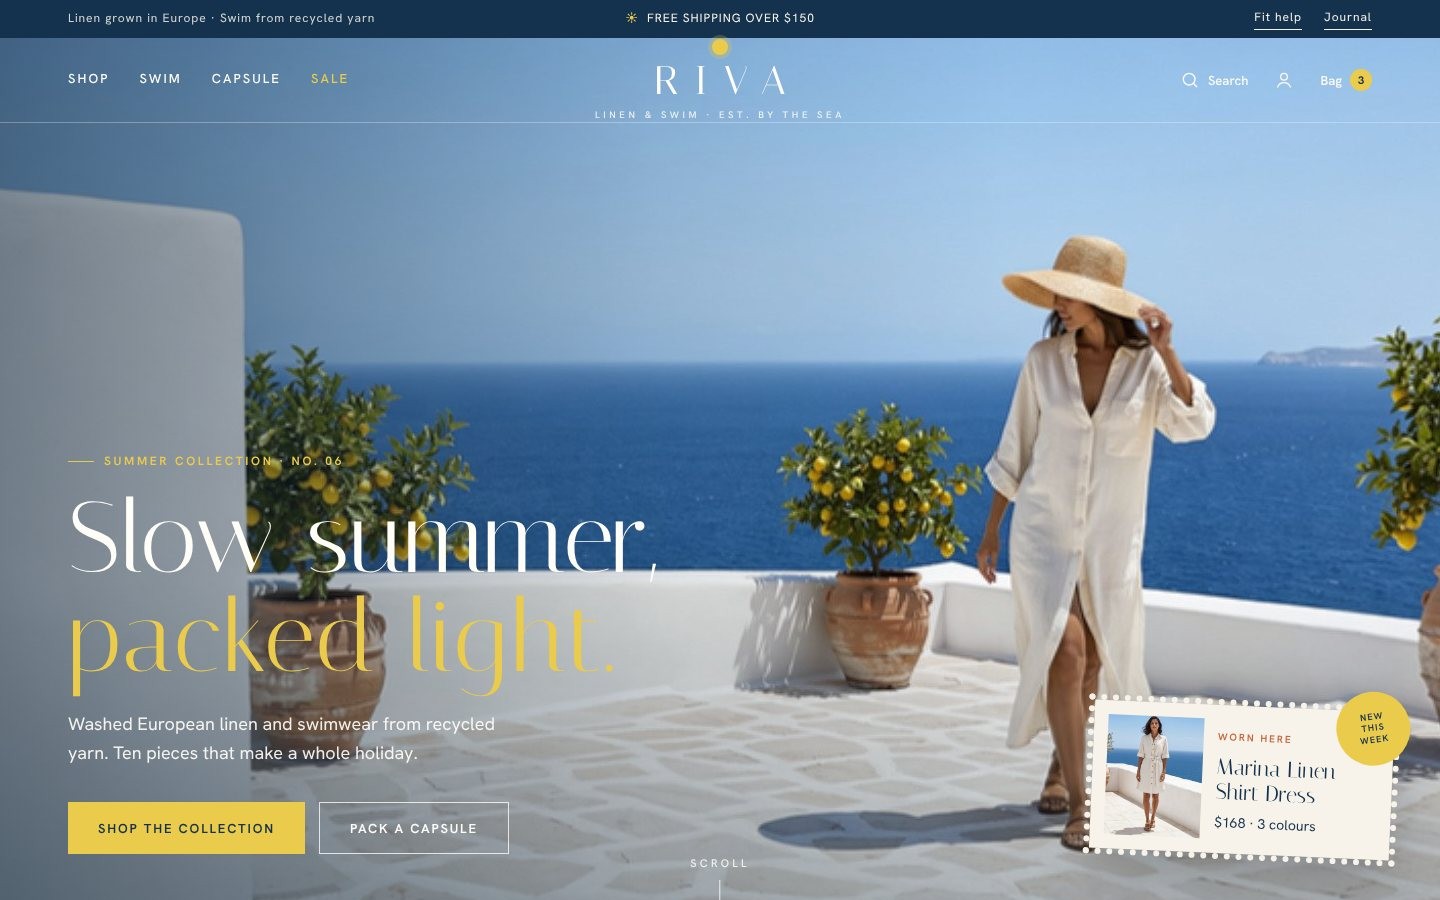 Linen grown in Europe · Swim from recycled yarn
☀ FREE SHIPPING OVER $150
Fit help
Journal
SHOP
SWIM
CAPSULE
SALE
RIVA
LINEN & SWIM · EST. BY THE SEA
Search
Bag
3
SUMMER COLLECTION · NO. 06
Slow summer,
packed light.
Washed European linen and swimwear from recycled
yarn. Ten pieces that make a whole holiday.
SHOP THE COLLECTION
PACK A CAPSULE
SCROLL
NEW
THIS
WEEK
WORN HERE
Marina Linen
Shirt Dress
$168 · 3 colours